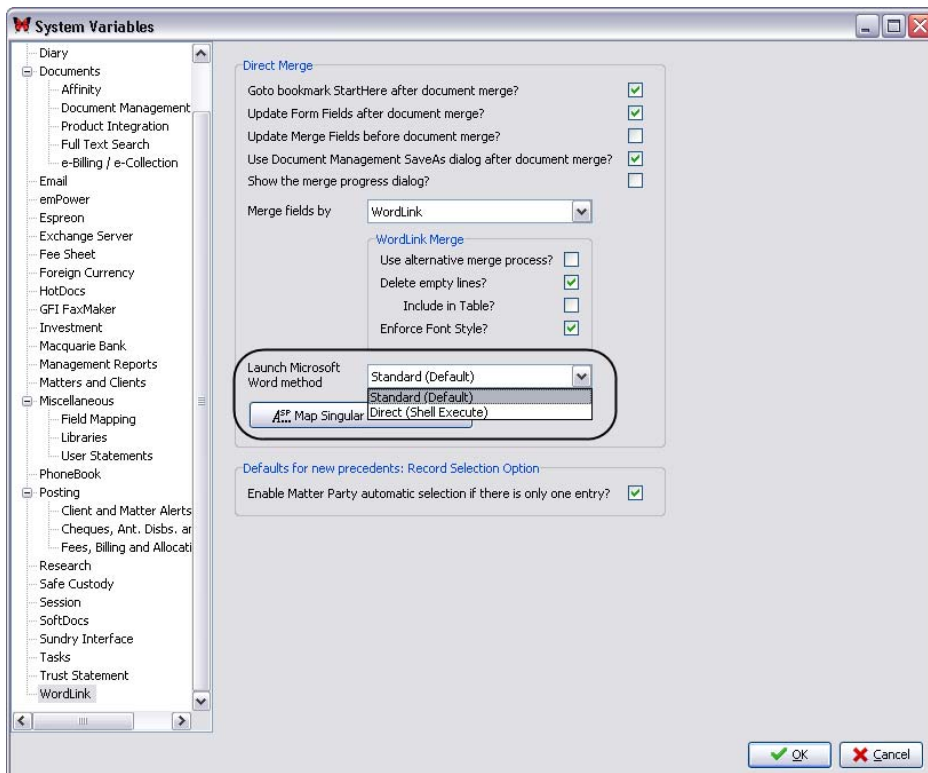 System Variables
Diary
Documents
Affinity
Document Management
Product Integration
Full Text Search
e-Billing / e-Collection
Email
emPower
Espreon
Exchange Server
Fee Sheet
Foreign Currency
HotDocs
GFI FaxMaker
Investment
Macquarie Bank
Management Reports
Matters and Clients
Miscellaneous
Field Mapping
Libraries
User Statements
PhoneBook
Posting
Client and Matter Alerts
Cheques, Ant. Disbs. ar
Fees, Billing and Allocati
Research
Safe Custody
Session
SoftDocs
Sundry Interface
Tasks
Trust Statement
WordLink
Direct Merge
Goto bookmark StartHere after document merge?
Update Form Fields after document merge?
Update Merge Fields before document merge?
Use Document Management SaveAs dialog after document merge?
Show the merge progress dialog?
Merge fields by WordLink
WordLink Merge
Use alternative merge process?
Delete empty lines?
Include in Table?
Enforce Font Style?
Launch Microsoft
Word method
Standard (Default)
Standard (Default)
Direct (Shell Execute)
Map Singular
Defaults for new precedents: Record Selection Option
Enable Matter Party automatic selection if there is only one entry?
OK Cancel